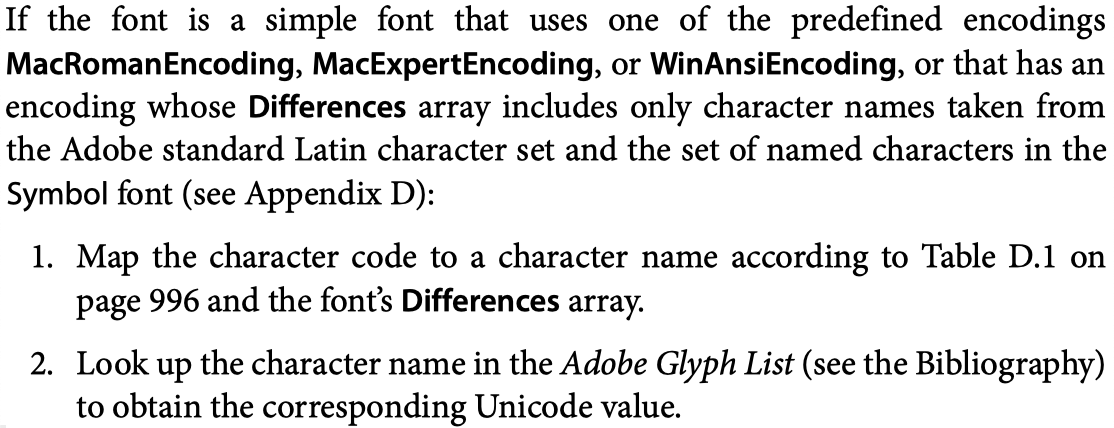 If the font is a simple font that uses one of the predefined encodings
MacRomanEncoding, MacExpertEncoding, or WinAnsiEncoding, or that has an
encoding whose Differences array includes only character names taken from
the Adobe standard Latin character set and the set of named characters in the
Symbol font (see Appendix D):
1. Map the character code to a character name according to Table D.1 on
page 996 and the font’s Differences array.
2. Look up the character name in the Adobe Glyph List (see the Bibliography)
to obtain the corresponding Unicode value.